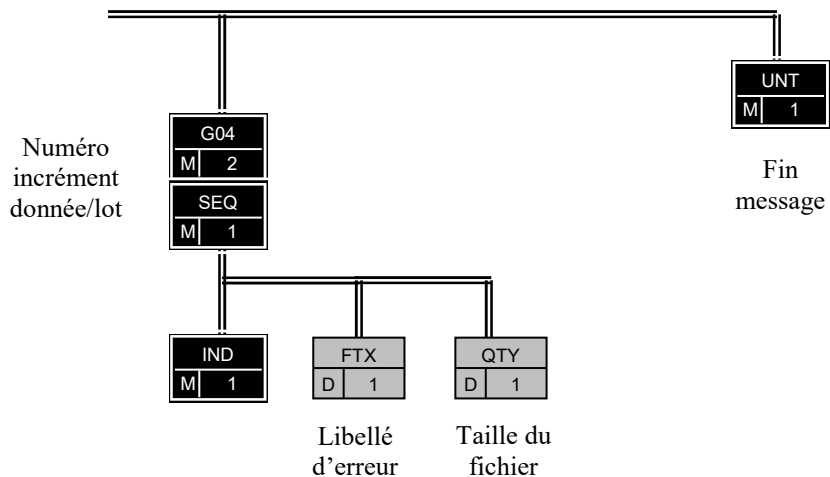 UNT
M 1
G04
M 2
Numéro
incrément
donnée/lot
SEQ
M 1
Fin
message
IND
M 1
FTX
D 1
QTY
D 1
Libellé
d’erreur
Taille du
fichier